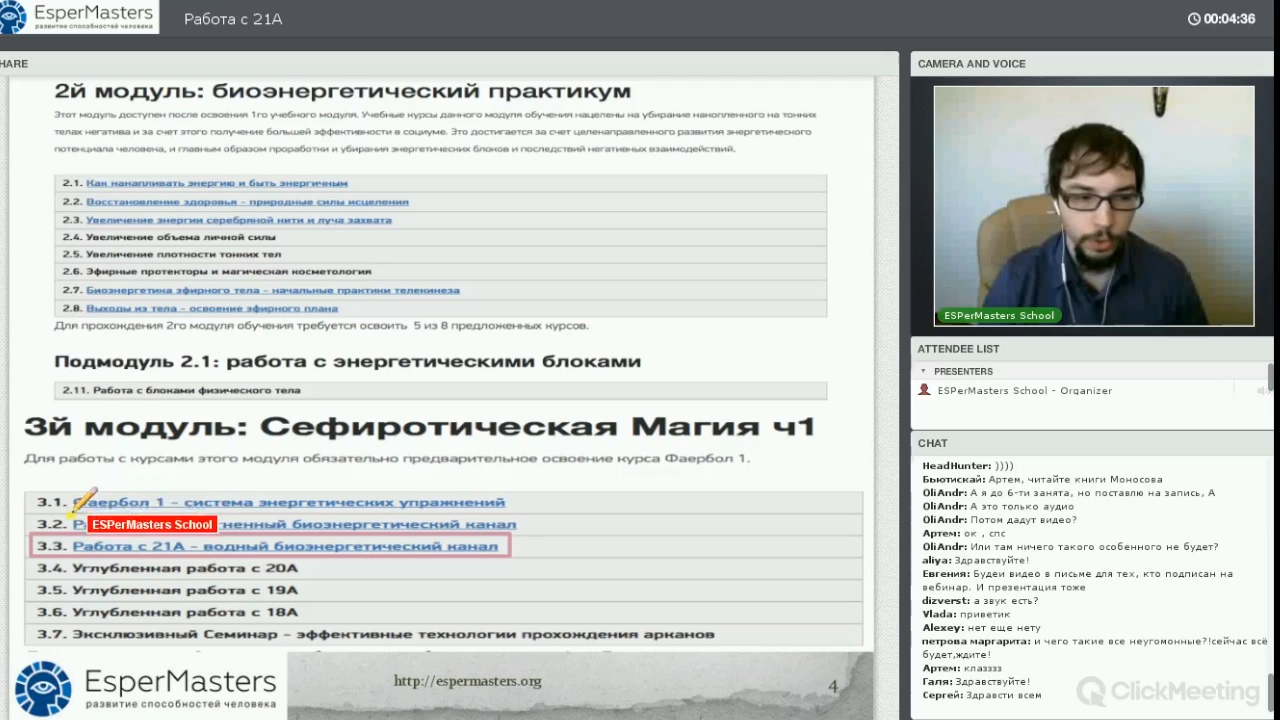 EsperMasters
развитие способностей человека
Работа с 21А
00:04:36
HARE
2й модуль: биоэнергетический практикум
Этот модуль доступен после освоения 1го учебного модуля. Учебные курсы данного модуля обучения нацелены на убирание накопленного на тонких
телах негатива и за счет этого получение большей эффективности в социуме. Это достигается за счет целенаправленного развития энергетического
потенциала человека, и главным образом проработки и убирания энергетических блоков и последствий негативных взаимодействий.
2.1. Как накапливать энергию и быть энергичным
2.2. Восстановление здоровья - природные силы исцеления
2.3. Увеличение энергии серебряной нити и луча захвата
2.4. Увеличение объема личной силы
2.5. Увеличение плотности тонких тел
2.6. Эфирные протекторы и магическая косметология
2.7. Биоэнергетика эфирного тела - начальные практики телекинеза
2.8. Выходы из тела - освоение эфирного плана
Для прохождения 2го модуля обучения требуется освоить 5 из 8 предложенных курсов.
Подмодуль 2.1: работа с энергетическими блоками
2.11. Работа с блоками физического тела
3й модуль: Сефиротическая Магия ч1
Для работы с курсами этого модуля обязательно предварительное освоение курса Фаербол 1.
3.1. Фаербол 1 - система энергетических упражнений
3.2. Р
ESPerMasters School
ненный биоэнергетический канал
3.3. Работа с 21А - водный биоэнергетический канал
3.4. Углубленная работа с 20А
3.5. Углубленная работа с 19А
3.6. Углубленная работа с 18А
3.7. Эксклюзивный Семинар - эффективные технологии прохождения арканов
EsperMasters
развитие способностей человека
http://espermasters.org
4
CAMERA AND VOICE
ESPerMasters School
ATTENDEE LIST
PRESENTERS
ESPerMasters School - Organizer
CHAT
HeadHunter: ))))
Бьютискай: Артем, читайте книги Моносова
OliAndr: А я до 6-ти занята, но поставлю на запись, А
OliAndr: А это только аудио
OliAndr: Потом дадут видео?
Артем: ок , спс
OliAndr: Или там ничего такого особенного не будет?
aliya: Здравствуйте!
Евгения: Будеи видео в письме для тех, кто подписан на
вебинар. И презентация тоже
dizverst: а звук есть?
Vlada: приветик
Alexey: нет еще нету
петрова маргарита: и чего такие все неугомонные?!сейчас всё
будет,ждите!
Артем: клазззз
Галя: Здравствуйте!
Сергей: Здравсти всем
ClickMeeting